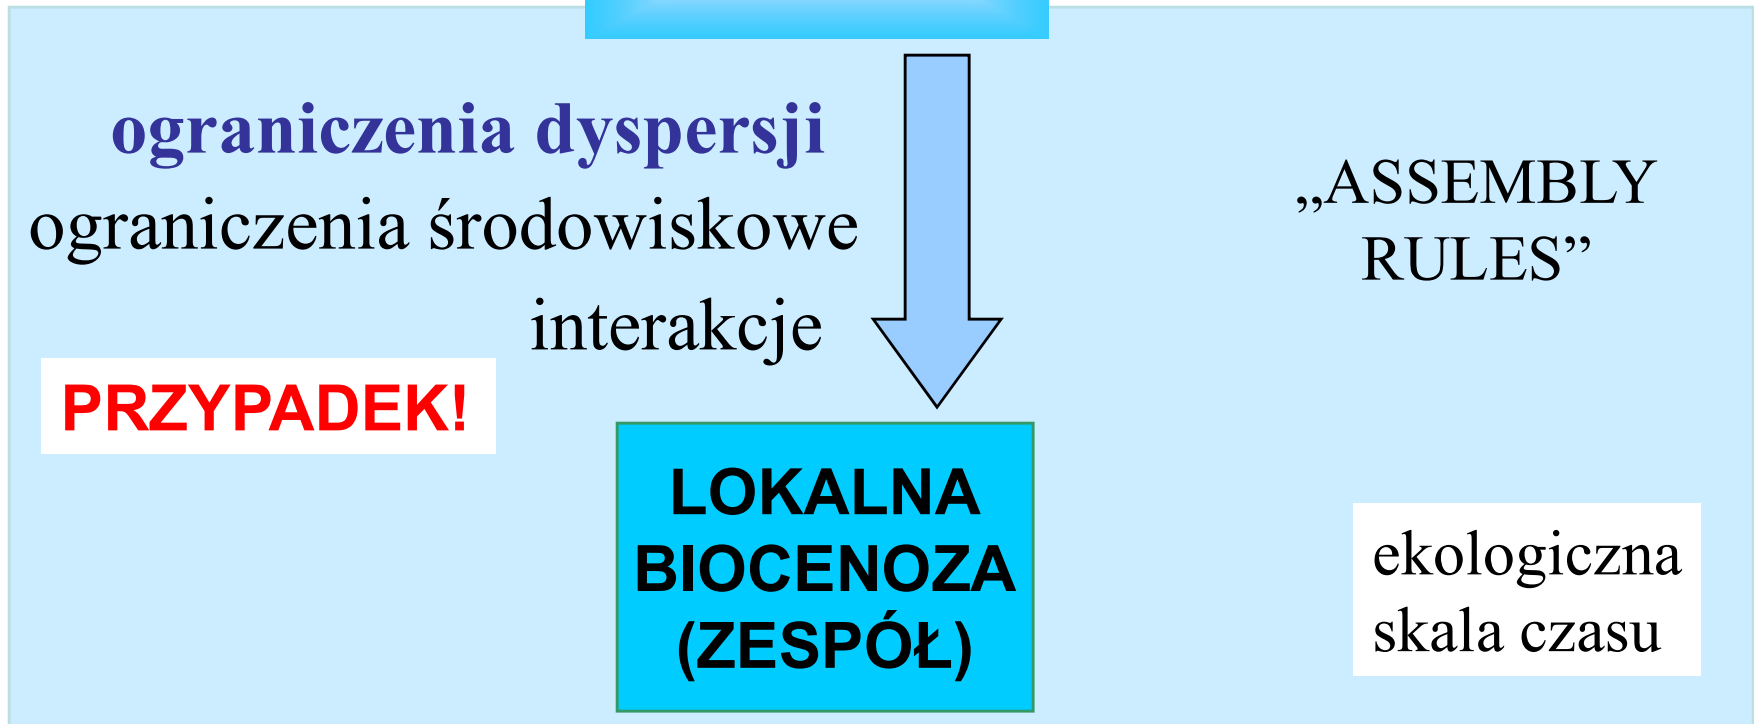 ograniczenia dyspersji
ograniczenia środowiskowe
interakcje
PRZYPADEK!
„ASSEMBLY
RULES”
LOKALNA
BIOCENOZA
(ZESPÓŁ)
ekologiczna
skala czasu